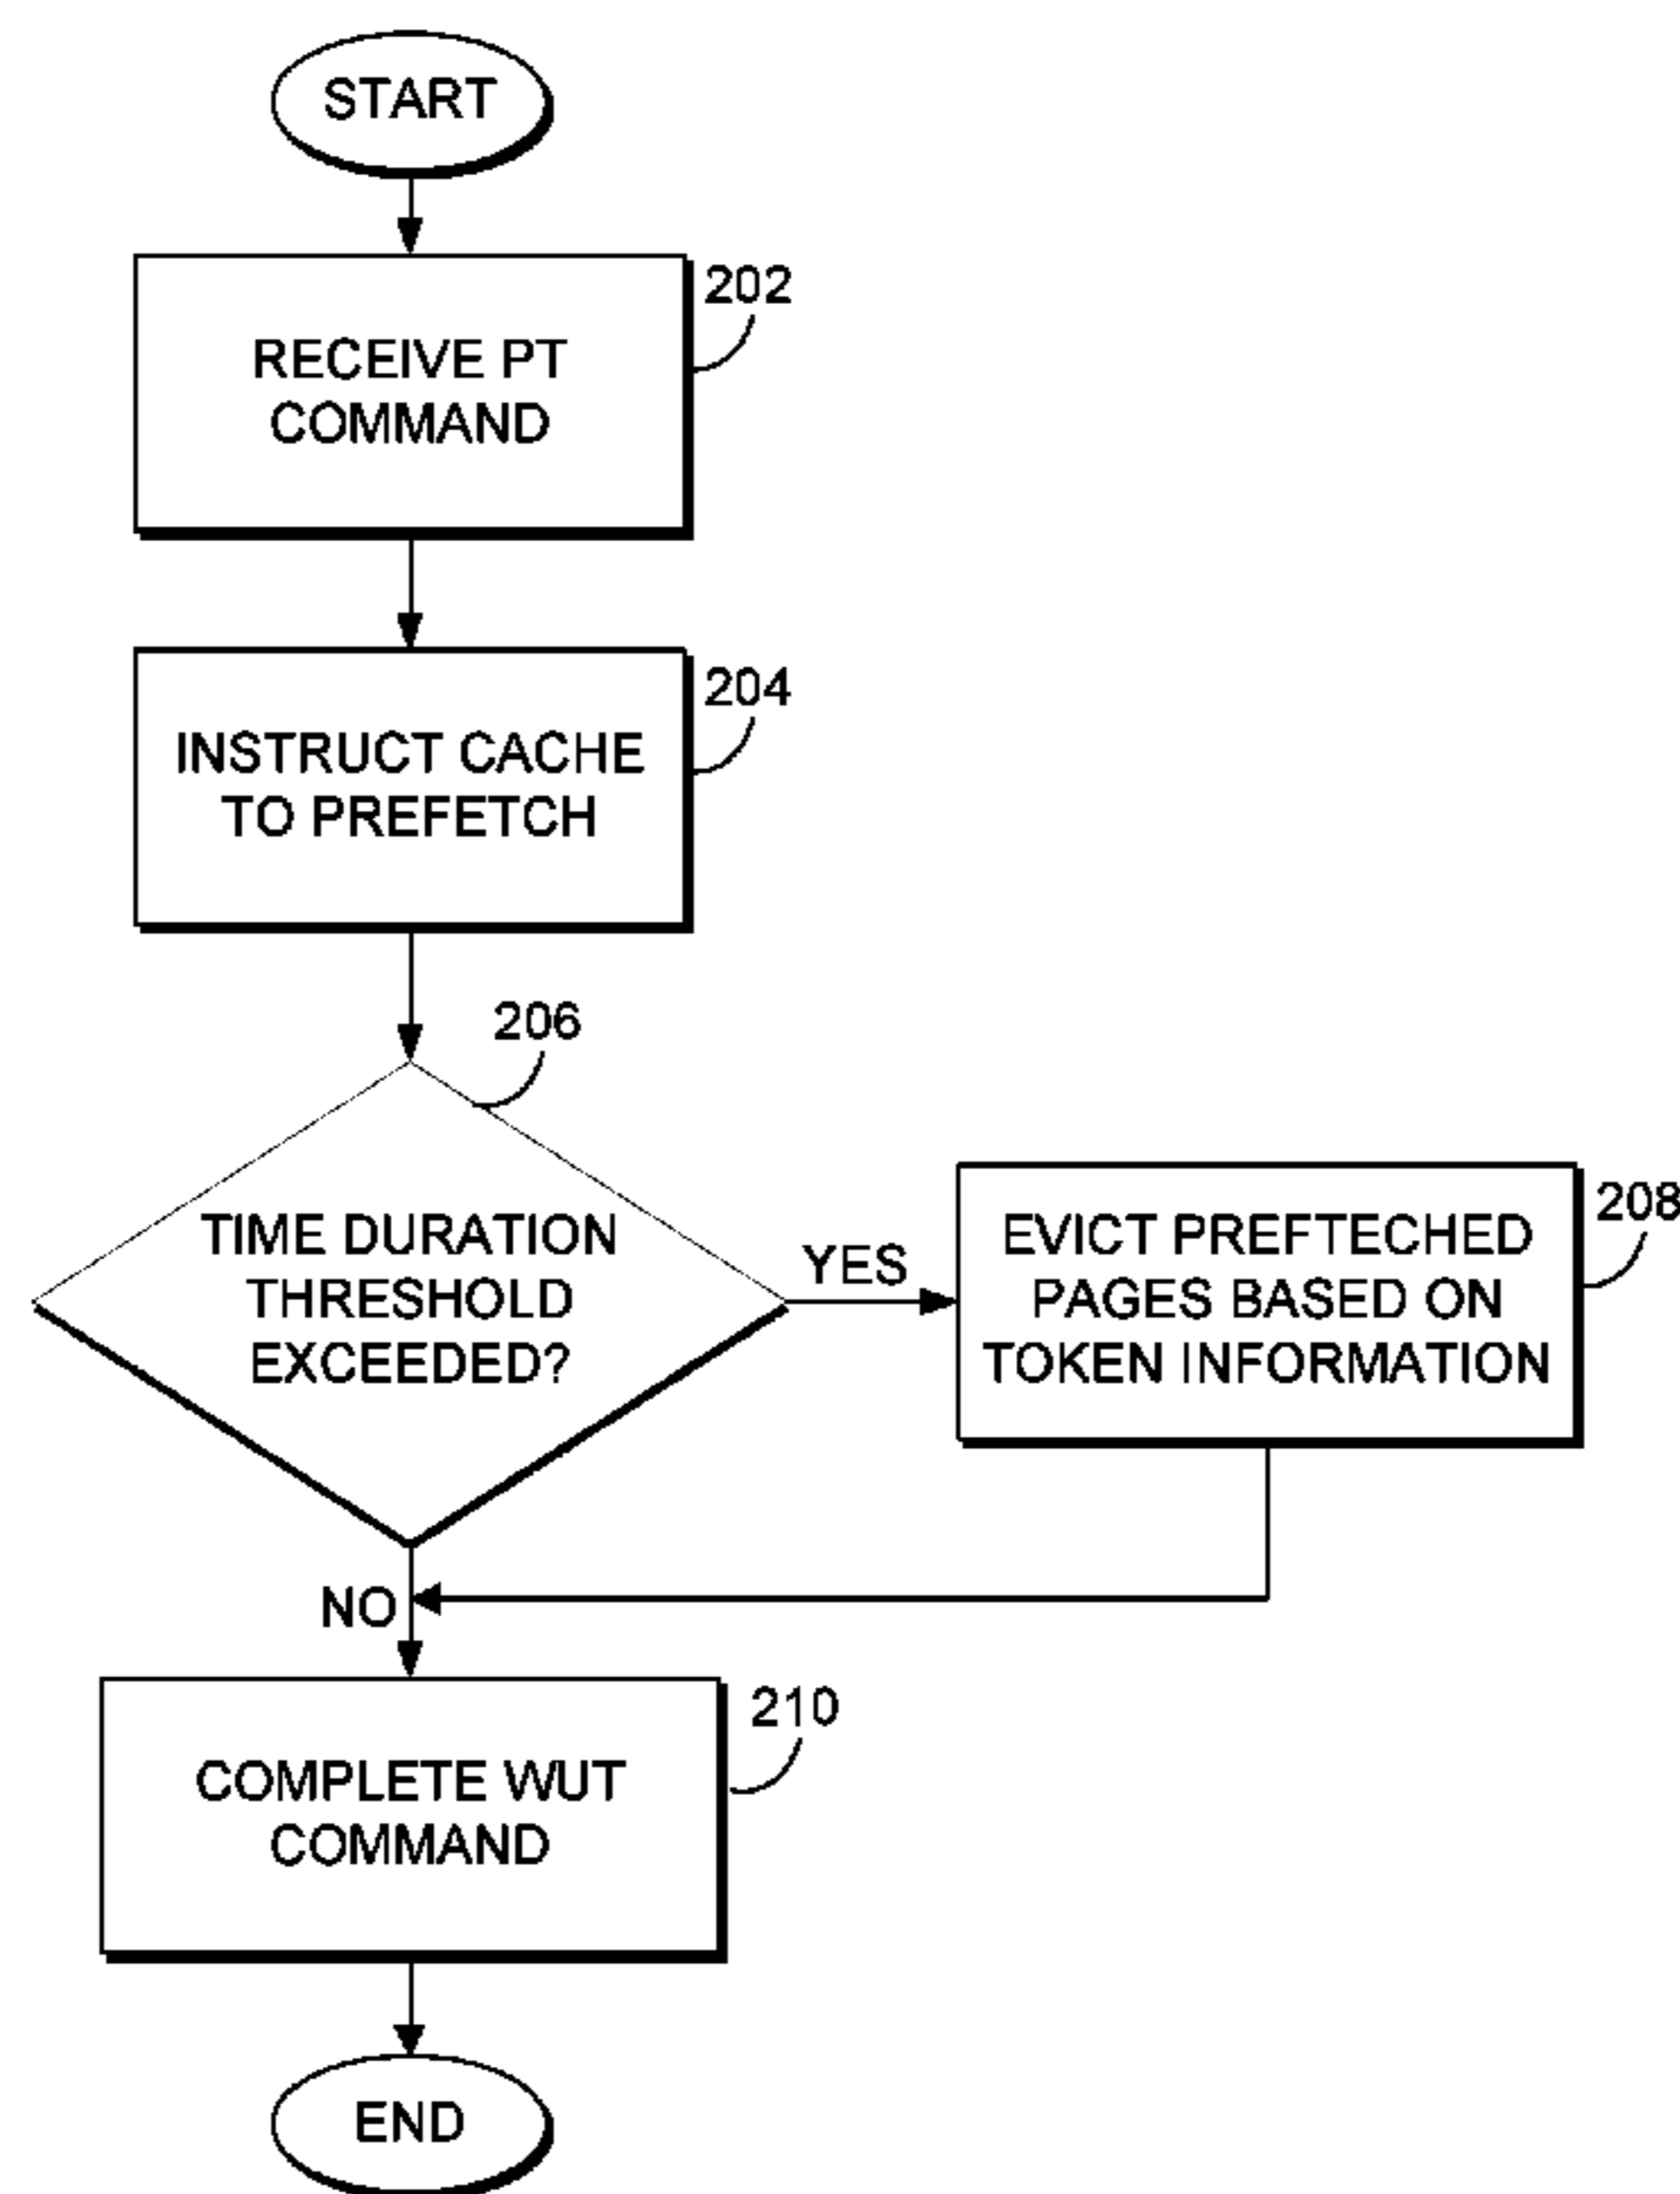 START
202
RECEIVE PT
COMMAND
204
INSTRUCT CACHE
TO PREFETCH
206
TIME DURATION
THRESHOLD
EXCEEDED?
YES
208
EVICT PREFTECHED
PAGES BASED ON
TOKEN INFORMATION
NO
210
COMPLETE WUT
COMMAND
END